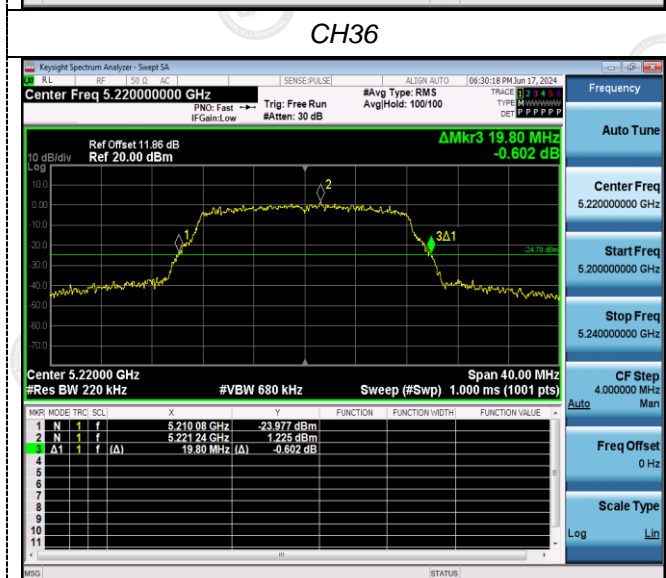 CH36
Keysight Spectrum Analyzer - Swept SA
RL RF 50 Ω AC SENSE:PULSE ALIGN AUTO 06:30:18 PM Jun 17, 2024
Center Freq 5.220000000 GHz
PNO: Fast
IFGain:Low
Trig: Free Run
#Atten: 30 dB
#Avg Type: RMS
Avg|Hold: 100/100
TRACE 1 2 3 4 5 6
TYPE M WWWWW
DET P P P P P P
Ref Offset 11.86 dB
Ref 20.00 dBm
10 dB/div
Log
ΔMkr3 19.80 MHz
-0.602 dB
10.0
0.00
-10.0
-20.0
-30.0
-40.0
-50.0
-60.0
-70.0
1
2
3Δ1
-24.78 dBm
Center 5.22000 GHz
Span 40.00 MHz
#Res BW 220 kHz
#VBW 680 kHz
Sweep (#Swp) 1.000 ms (1001 pts)
MKR MODE TRC SCL X Y FUNCTION FUNCTION WIDTH FUNCTION VALUE
1 N 1 f 5.210 08 GHz -23.977 dBm
2 N 1 f 5.221 24 GHz 1.225 dBm
3 Δ1 1 f (Δ) 19.80 MHz (Δ) -0.602 dB
4
5
6
7
8
9
10
11
MSG
STATUS
Frequency
Auto Tune
Center Freq
5.220000000 GHz
Start Freq
5.200000000 GHz
Stop Freq
5.240000000 GHz
CF Step
4.000000 MHz
Auto Man
Freq Offset
0 Hz
Scale Type
Log Lin